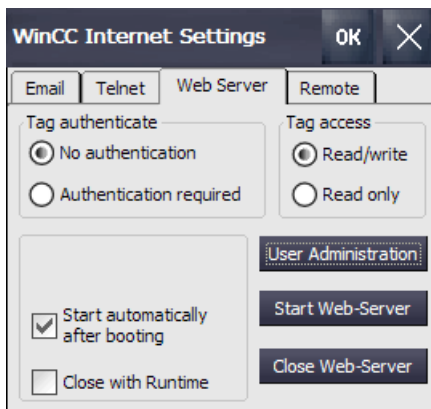 WinCC Internet Settings OK
Email Telnet Web Server Remote
Tag authenticate Tag access
No authentication Read/write
Authentication required Read only
User Administration
Start automatically
after booting
Start Web-Server
Close with Runtime
Close Web-Server